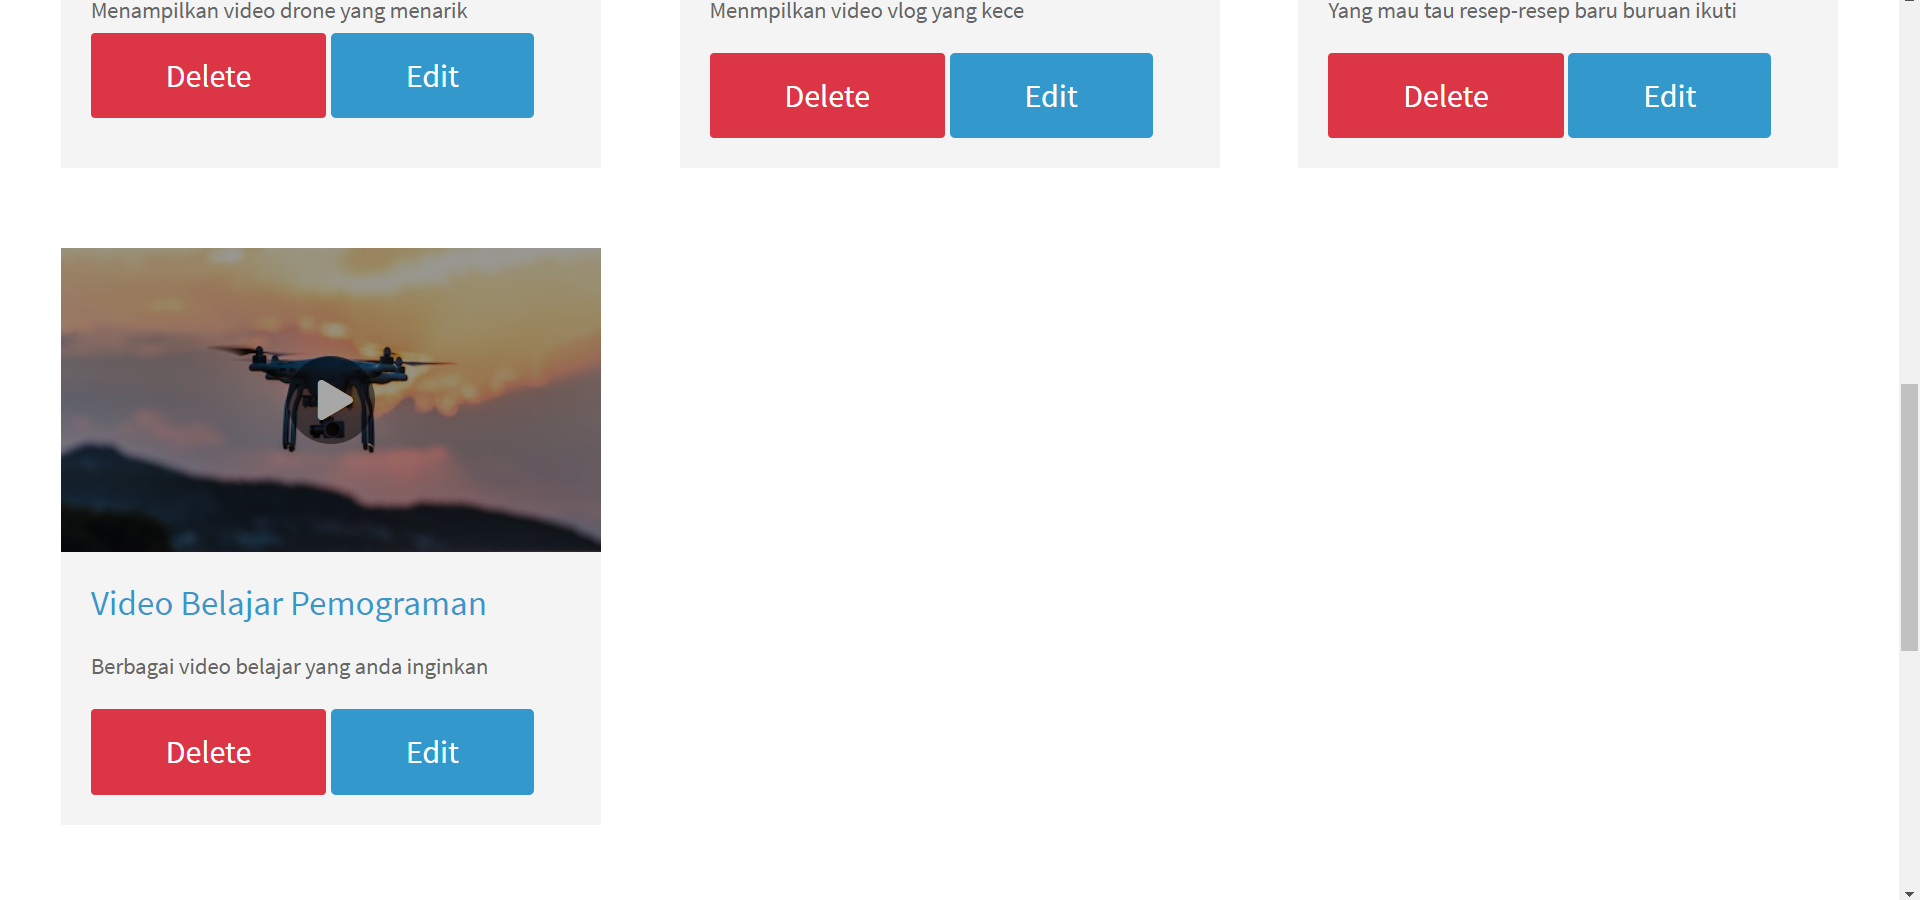 Menampilkan video drone yang menarik
Delete Edit
Menmpilkan video vlog yang kece
Delete Edit
Yang mau tau resep-resep baru buruan ikuti
Delete Edit
Video Belajar Pemograman
Berbagai video belajar yang anda inginkan
Delete Edit